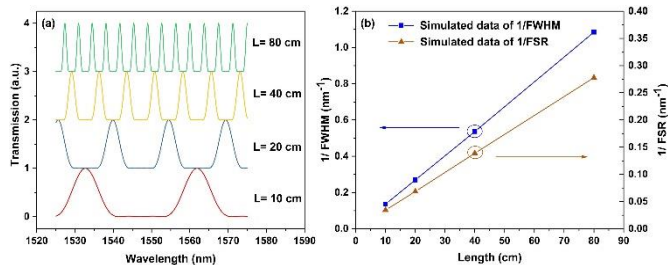 (a)
L= 80 cm
L= 40 cm
L= 20 cm
L= 10 cm
Transmission (a.u.)
4
3
2
1
0
1520 1530 1540 1550 1560 1570 1580 1590
Wavelength (nm)
(b)
Simulated data of 1/FWHM
Simulated data of 1/FSR
1/ FWHM (nm-1)
1.2
1.0
0.8
0.6
0.4
0.2
0.0
0 10 20 30 40 50 60 70 80 90
Length (cm)
0.40
0.35
0.30
0.25
0.20
0.15
0.10
0.05
0.00
1/ FSR (nm-1)